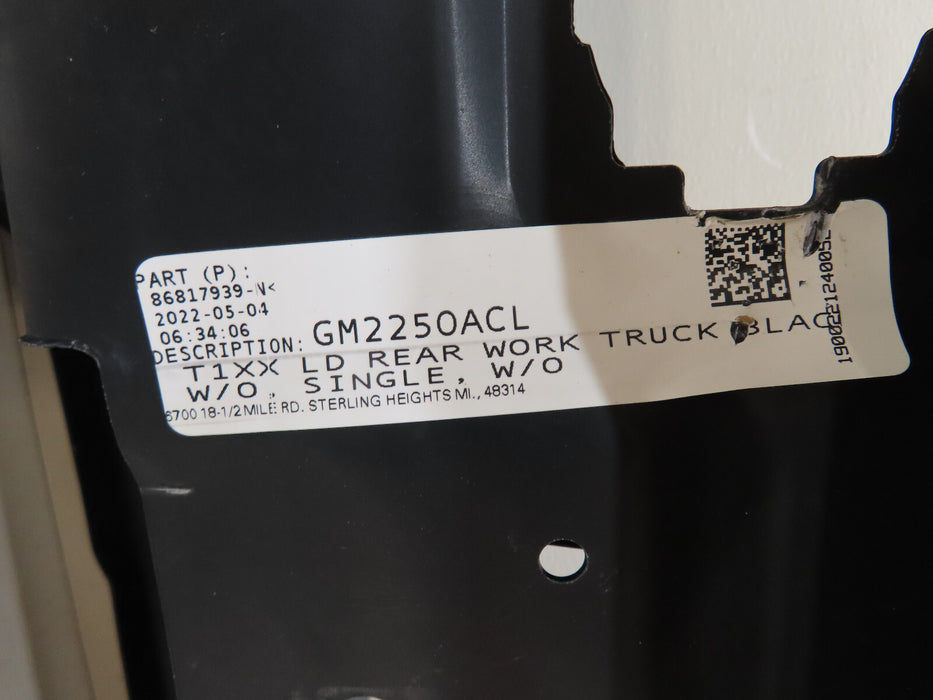 PART (P):
86817939-N<
2022-05-04
06:34:06
DESCRIPTION: GM2250ACL
T1XX LD REAR WORK TRUCK BLAC
W/O, SINGLE, W/O
6700 18-1/2 MILE RD. STERLING HEIGHTS MI., 48314